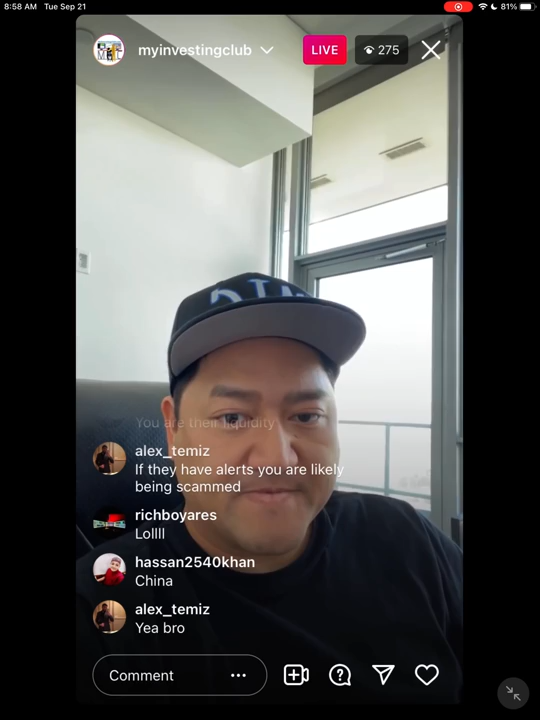 8:58 AM Tue Sep 21
81%
myinvestingclub
LIVE
275
You are their liquidity
alex_temiz
If they have alerts you are likely
being scammed
richboyares
Lollll
hassan2540khan
China
alex_temiz
Yea bro
Comment